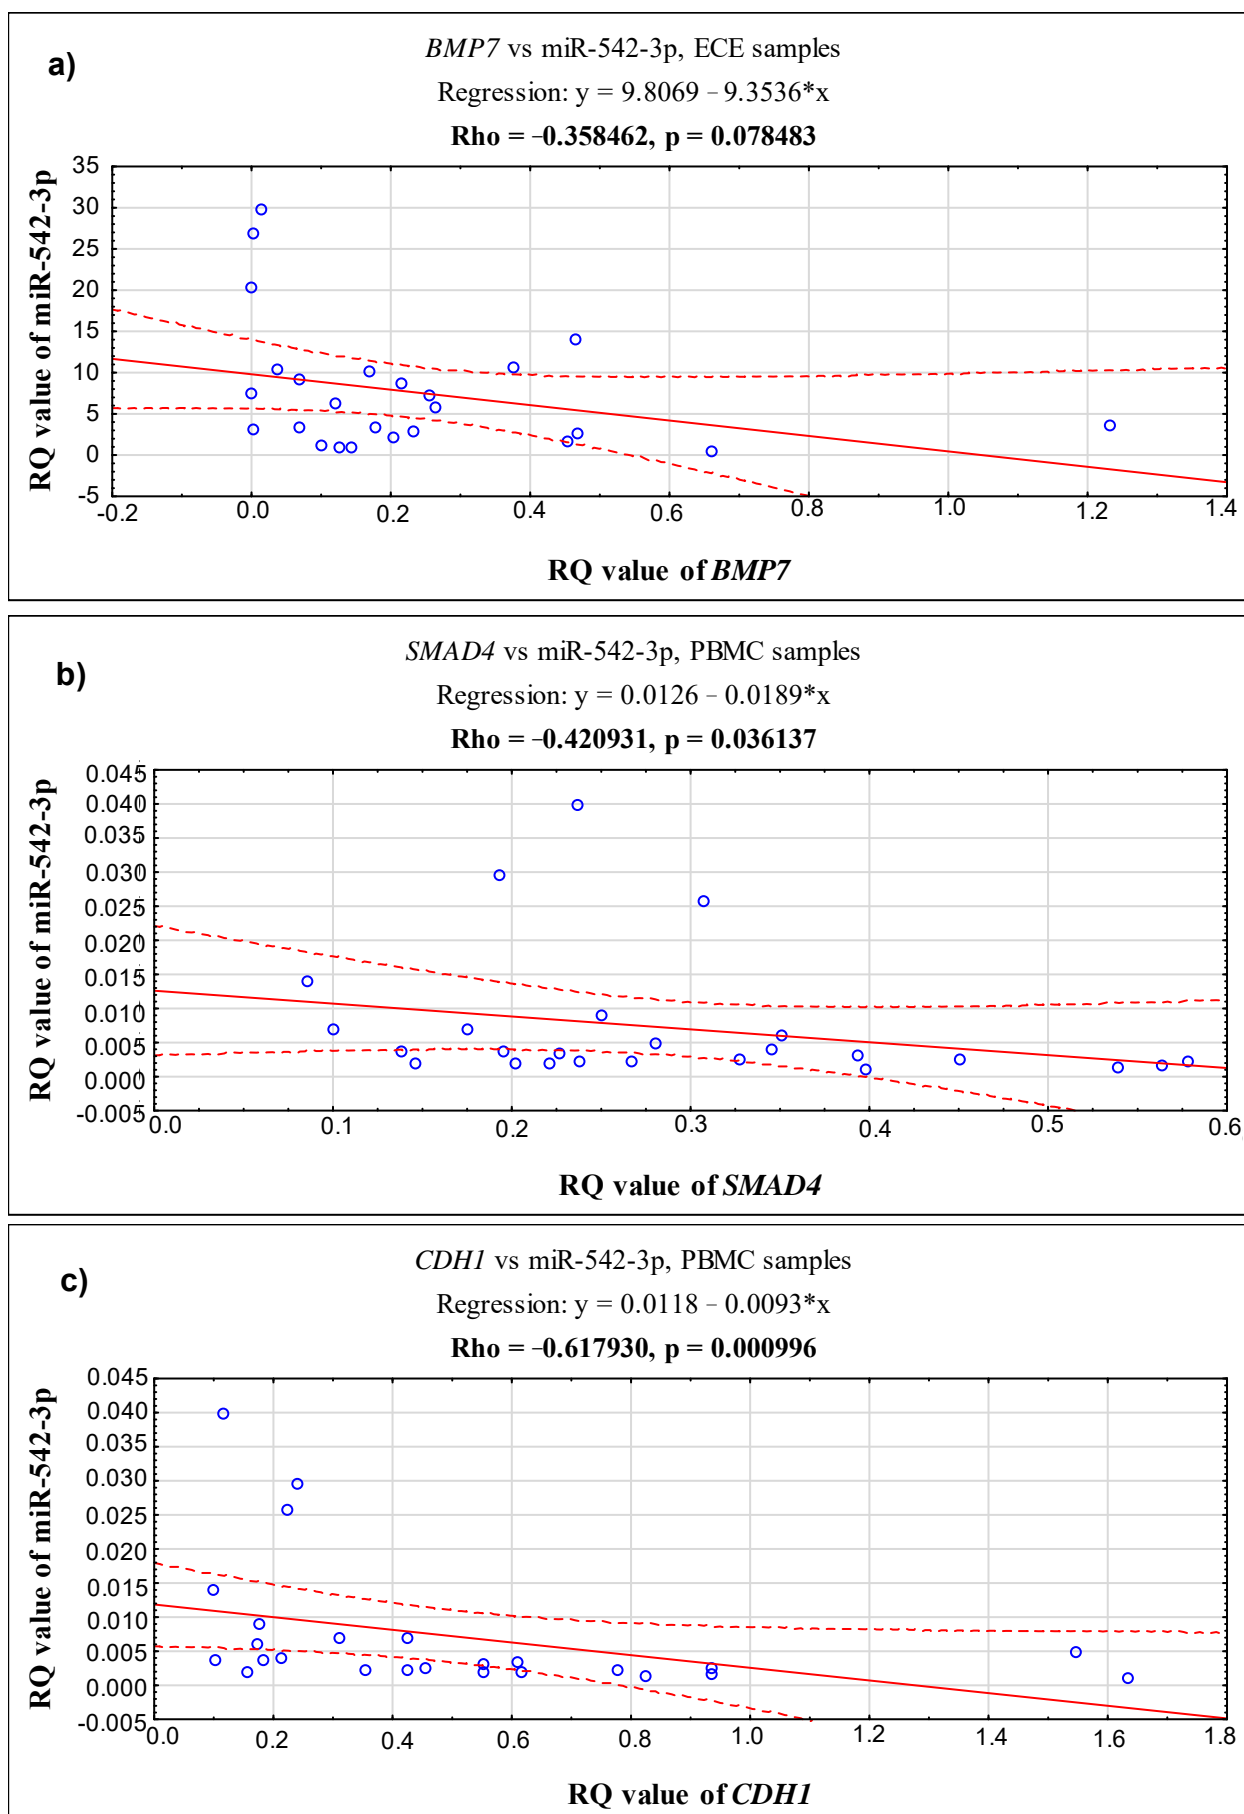 a)
BMP7 vs miR-542-3p, ECE samples
Regression: y = 9.8069 − 9.3536*x
Rho = −0.358462, p = 0.078483
RQ value of miR-542-3p
35
30
25
20
15
10
5
0
-5
-0.2 0.0 0.2 0.4 0.6 0.8 1.0 1.2 1.4
RQ value of BMP7
b)
SMAD4 vs miR-542-3p, PBMC samples
Regression: y = 0.0126 − 0.0189*x
Rho = −0.420931, p = 0.036137
RQ value of miR-542-3p
0.045
0.040
0.035
0.030
0.025
0.020
0.015
0.010
0.005
0.000
-0.005
0.0 0.1 0.2 0.3 0.4 0.5 0.6
RQ value of SMAD4
c)
CDH1 vs miR-542-3p, PBMC samples
Regression: y = 0.0118 − 0.0093*x
Rho = −0.617930, p = 0.000996
RQ value of miR-542-3p
0.045
0.040
0.035
0.030
0.025
0.020
0.015
0.010
0.005
0.000
-0.005
0.0 0.2 0.4 0.6 0.8 1.0 1.2 1.4 1.6 1.8
RQ value of CDH1